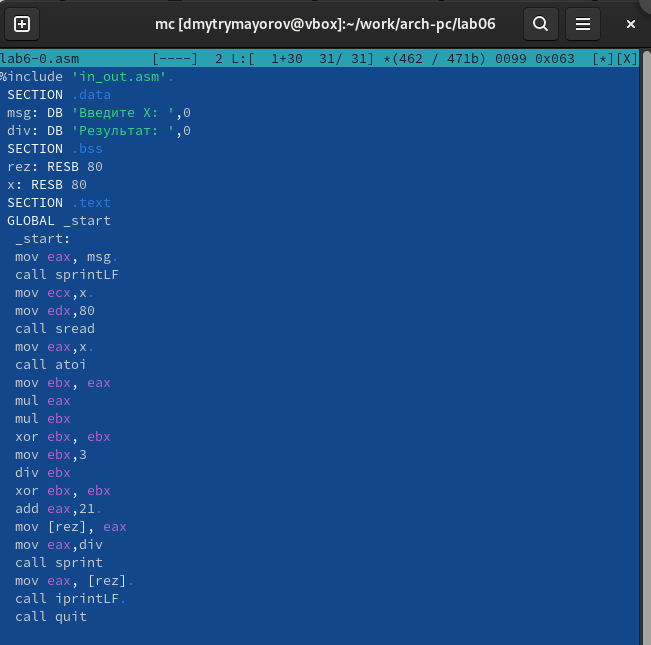 mc [dmytrymayorov@vbox]:~/work/arch-pc/lab06
lab6-0.asm [----] 2 L:[ 1+30 31/ 31] *(462 / 471b) 0099 0x063 [*][X]
%include 'in_out.asm'.
SECTION .data
msg: DB 'Введите X: ',0
div: DB 'Результат: ',0
SECTION .bss
rez: RESB 80
x: RESB 80
SECTION .text
GLOBAL _start
_start:
mov eax, msg.
call sprintLF
mov ecx,x.
mov edx,80
call sread
mov eax,x.
call atoi
mov ebx, eax
mul eax
mul ebx
xor ebx, ebx
mov ebx,3
div ebx
xor ebx, ebx
add eax,21.
mov [rez], eax
mov eax,div
call sprint
mov eax, [rez].
call iprintLF.
call quit